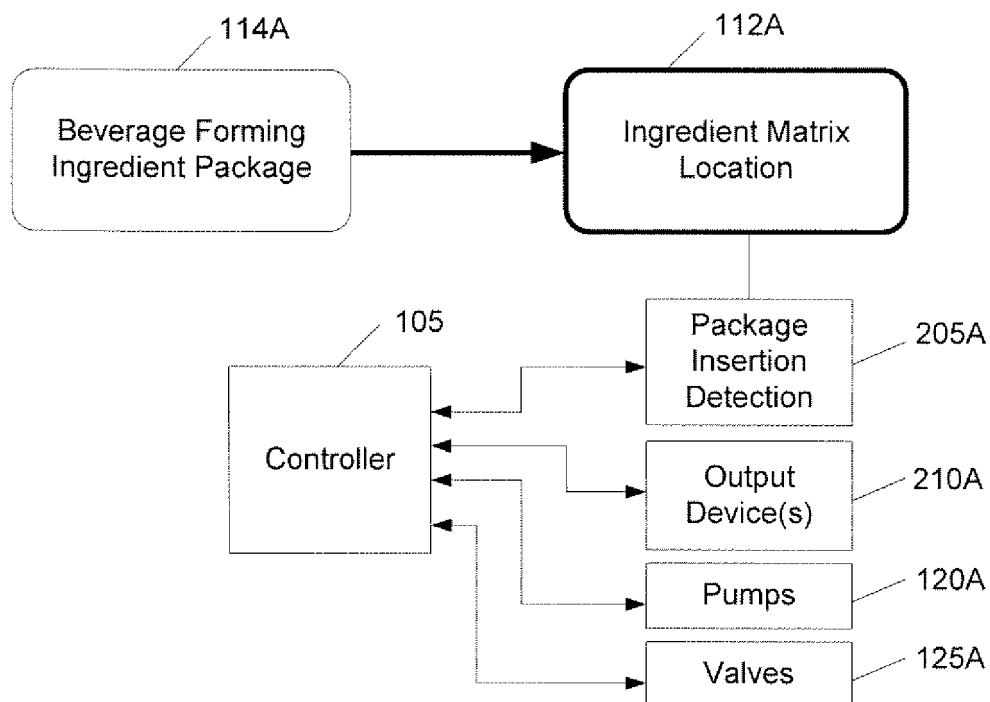 114A
112A
Beverage Forming
Ingredient Package
Ingredient Matrix
Location
105
Package
Insertion
Detection
205A
Controller
Output
Device(s)
210A
Pumps
120A
Valves
125A